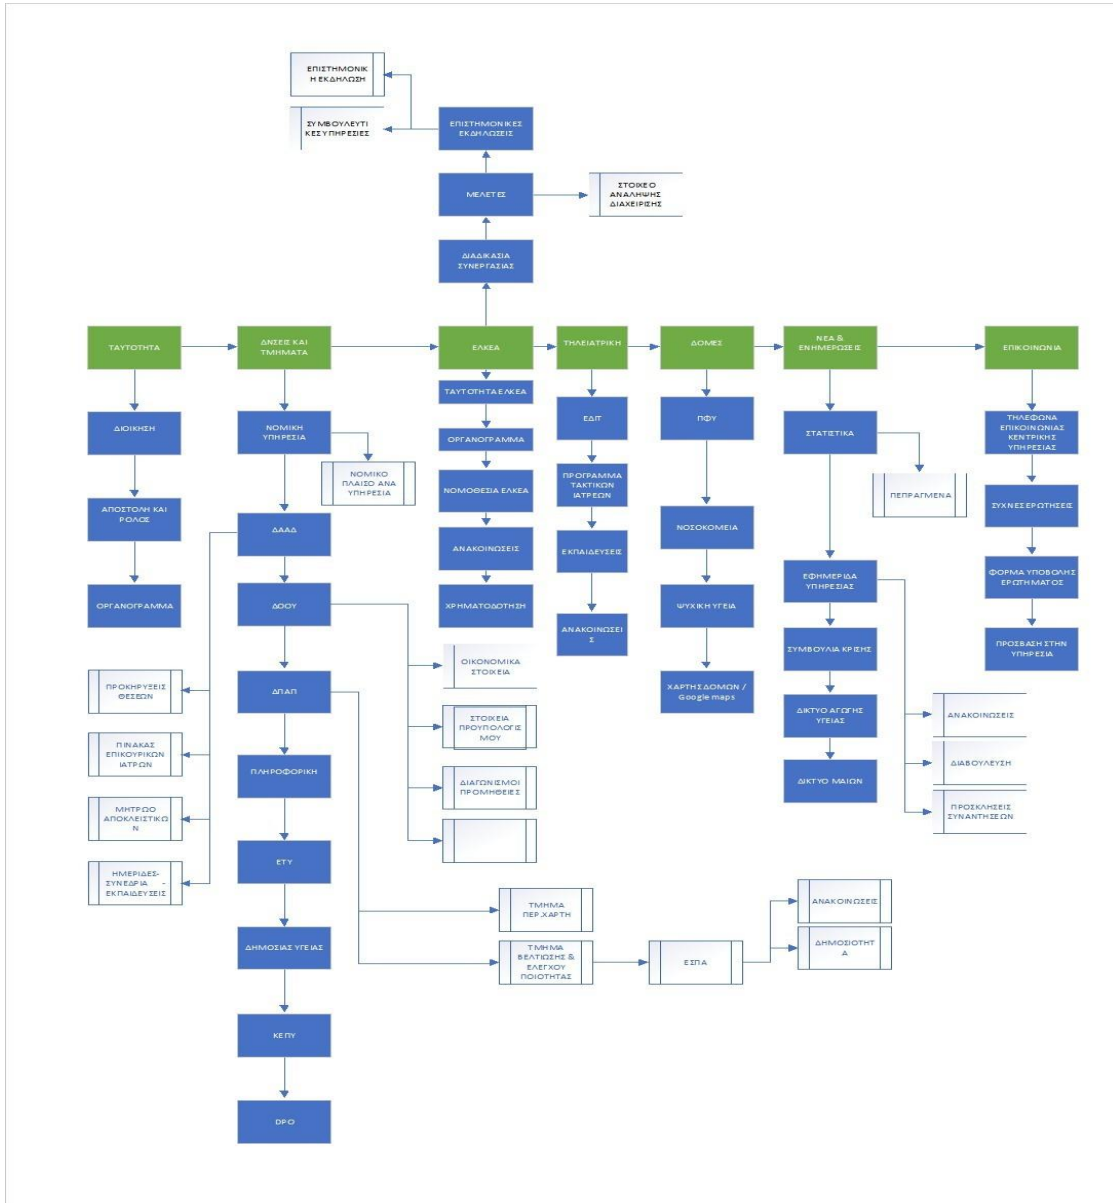 ΕΠΙΣΤΗΜΟΝΙΚ
Η ΕΚΔΗΛΩΣΗ
ΣΥΜΒΟΥΛΕΥΤΙ
ΚΕΣ ΥΠΗΡΕΣΙΕΣ
ΕΠΙΣΤΗΜΟΝΙΚΕΣ
ΕΚΔΗΛΩΣΕΙΣ
ΜΕΛΕΤΕΣ
ΣΤΟΙΧΕΟ
ΑΝΑΛΗΨΗΣ
ΔΙΑΧΕΙΡΙΣΗΣ
ΔΙΑΔΙΚΑΣΙΑ
ΣΥΝΕΡΓΑΣΙΑΣ
ΤΑΥΤΟΤΗΤΑ
ΔΝΣΕΙΣ ΚΑΙ
ΤΜΗΜΑΤΑ
ΕΛΚΕΑ
ΤΗΛΕΙΑΤΡΙΚΗ
ΔΟΜΕΣ
ΝΕΑ &
ΕΝΗΜΕΡΩΣΕΙΣ
ΕΠΙΚΟΙΝΩΝΙΑ
ΔΙΟΙΚΗΣΗ
ΑΠΟΣΤΟΛΗ ΚΑΙ
ΡΟΛΟΣ
ΟΡΓΑΝΟΓΡΑΜΜΑ
ΝΟΜΙΚΗ
ΥΠΗΡΕΣΙΑ
ΝΟΜΙΚΟ
ΠΛΑΙΣΟ ΑΝΑ
ΥΠΗΡΕΣΙΑ
ΔΑΑΔ
ΔΟΟΥ
ΔΠΑΠ
ΠΛΗΡΟΦΟΡΙΚΗ
ΕΤΥ
ΔΗΜΟΣΙΑΣ ΥΓΕΙΑΣ
ΚΕΠΥ
DPO
ΠΡΟΚΗΡΥΞΕΙΣ
ΘΕΣΕΩΝ
ΠΙΝΑΚΑΣ
ΕΠΙΚΟΥΡΙΚΩΝ
ΙΑΤΡΩΝ
ΜΗΤΡΩΟ
ΑΠΟΚΛΕΙΣΤΙΚΩ
Ν
ΗΜΕΡΙΔΕΣ-
ΣΥΝΕΔΡΙΑ -
ΕΚΠΑΙΔΕΥΣΕΙΣ
ΤΑΥΤΟΤΗΤΑ ΕΛΚΕΑ
ΟΡΓΑΝΟΓΡΑΜΜΑ
ΝΟΜΟΘΕΣΙΑ ΕΛΚΕΑ
ΑΝΑΚΟΙΝΩΣΕΙΣ
ΧΡΗΜΑΤΟΔΟΤΗΣΗ
ΟΙΚΟΝΟΜΙΚΑ
ΣΤΟΙΧΕΙΑ
ΣΤΟΙΧΕΙΑ
ΠΡΟΥΠΟΛΟΓΙΣ
ΜΟΥ
ΔΙΑΓΩΝΙΣΜΟΙ
ΠΡΟΜΗΘΕΙΕΣ
ΤΜΗΜΑ
ΠΕΡ.ΧΑΡΤΗ
ΤΜΗΜΑ
ΒΕΛΤΙΩΣΗΣ &
ΕΛΕΓΧΟΥ
ΠΟΙΟΤΗΤΑΣ
ΕΣΠΑ
ΑΝΑΚΟΙΝΩΣΕΙΣ
ΔΗΜΟΣΙΟΤΗΤ
Α
ΕΔΙΤ
ΠΡΟΓΡΑΜΜΑ
ΤΑΚΤΙΚΩΝ
ΙΑΤΡΕΙΩΝ
ΕΚΠΑΙΔΕΥΣΕΙΣ
ΑΝΑΚΟΙΝΩΣΕΙ
Σ
ΠΦΥ
ΝΟΣΟΚΟΜΕΙΑ
ΨΥΧΙΚΗ ΥΓΕΙΑ
ΧΑΡΤΗΣ ΔΟΜΩΝ /
Google maps
ΣΤΑΤΙΣΤΙΚΑ
ΠΕΠΡΑΓΜΕΝΑ
ΕΦΗΜΕΡΙΔΑ
ΥΠΗΡΕΣΙΑΣ
ΣΥΜΒΟΥΛΙΑ ΚΡΙΣΗΣ
ΔΙΚΤΥΟ ΑΓΩΓΗΣ
ΥΓΕΙΑΣ
ΔΙΚΤΥΟ ΜΑΙΩΝ
ΑΝΑΚΟΙΝΩΣΕΙΣ
ΔΙΑΒΟΥΛΕΥΣΗ
ΠΡΟΣΚΛΗΣΕΙΣ
ΣΥΝΑΝΤΗΣΕΩΝ
ΤΗΛΕΦΩΝΑ
ΕΠΙΚΟΙΝΩΝΙΑΣ
ΚΕΝΤΡΙΚΗΣ
ΥΠΗΡΕΣΙΑΣ
ΣΥΧΝΕΣ ΕΡΩΤΗΣΕΙΣ
ΦΟΡΜΑ ΥΠΟΒΟΛΗΣ
ΕΡΩΤΗΜΑΤΟΣ
ΠΡΟΣΒΑΣΗ ΣΤΗΝ
ΥΠΗΡΕΣΙΑ